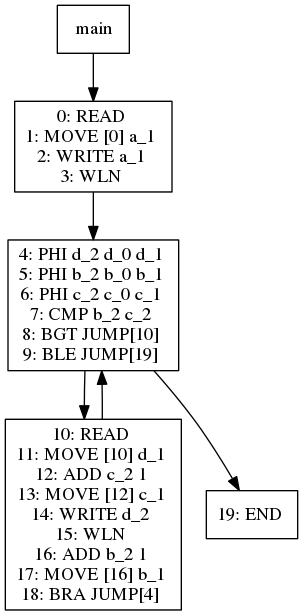 main
0: READ
1: MOVE [0] a_1
2: WRITE a_1
3: WLN
4: PHI d_2 d_0 d_1
5: PHI b_2 b_0 b_1
6: PHI c_2 c_0 c_1
7: CMP b_2 c_2
8: BGT JUMP[10]
9: BLE JUMP[19]
10: READ
11: MOVE [10] d_1
12: ADD c_2 1
13: MOVE [12] c_1
14: WRITE d_2
15: WLN
16: ADD b_2 1
17: MOVE [16] b_1
18: BRA JUMP[4]
19: END